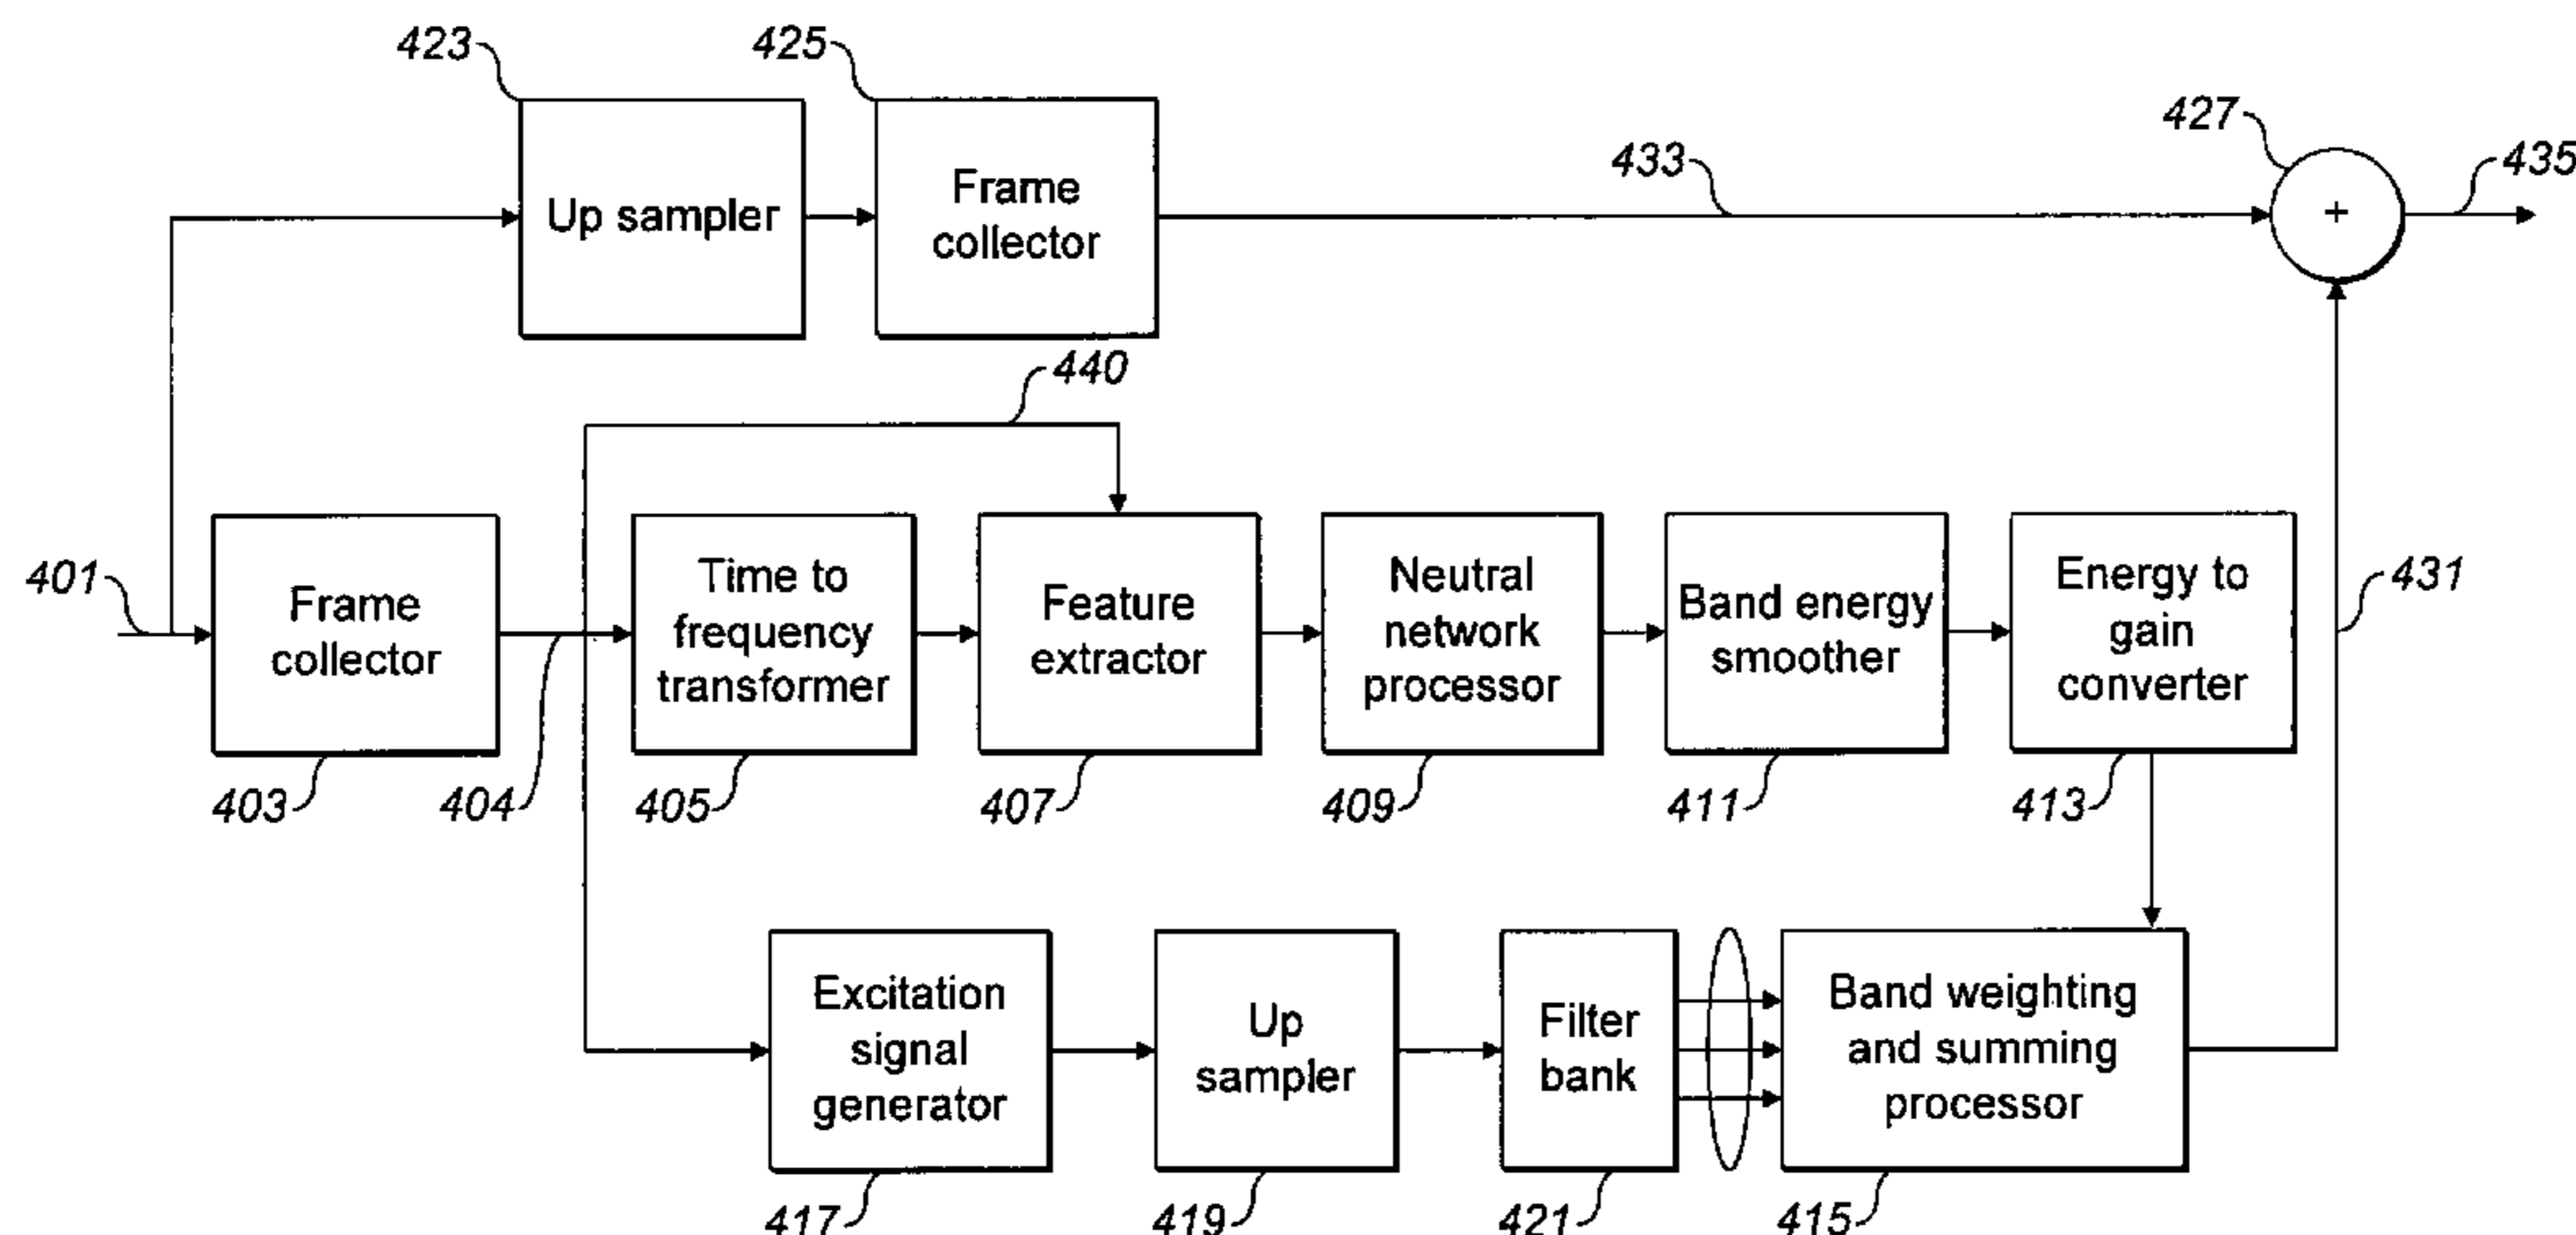 423
425
427
435
433
Up sampler
Frame
collector
+
440
401
Frame
collector
Time to
frequency
transformer
Feature
extractor
Neutral
network
processor
Band energy
smoother
Energy to
gain
converter
431
403
404
405
407
409
411
413
Excitation
signal
generator
Up
sampler
Filter
bank
Band weighting
and summing
processor
417
419
421
415